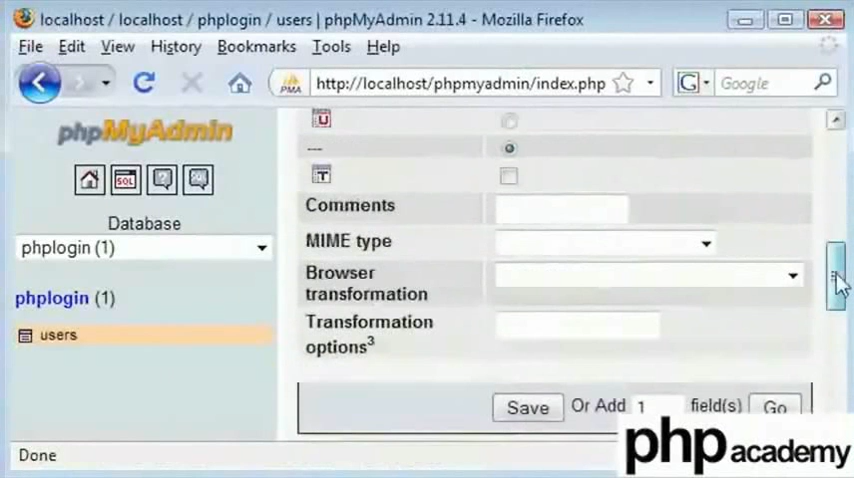 localhost / localhost / phplogin / users | phpMyAdmin 2.11.4 - Mozilla Firefox
File Edit View History Bookmarks Tools Help
PMA http://localhost/phpmyadmin/index.php G Google
phpMyAdmin
SQL
Database
phplogin (1)
phplogin (1)
users
U
---
T
Comments
MIME type
Browser
transformation
Transformation
options3
Save Or Add 1 field(s) Go
Done
php academy